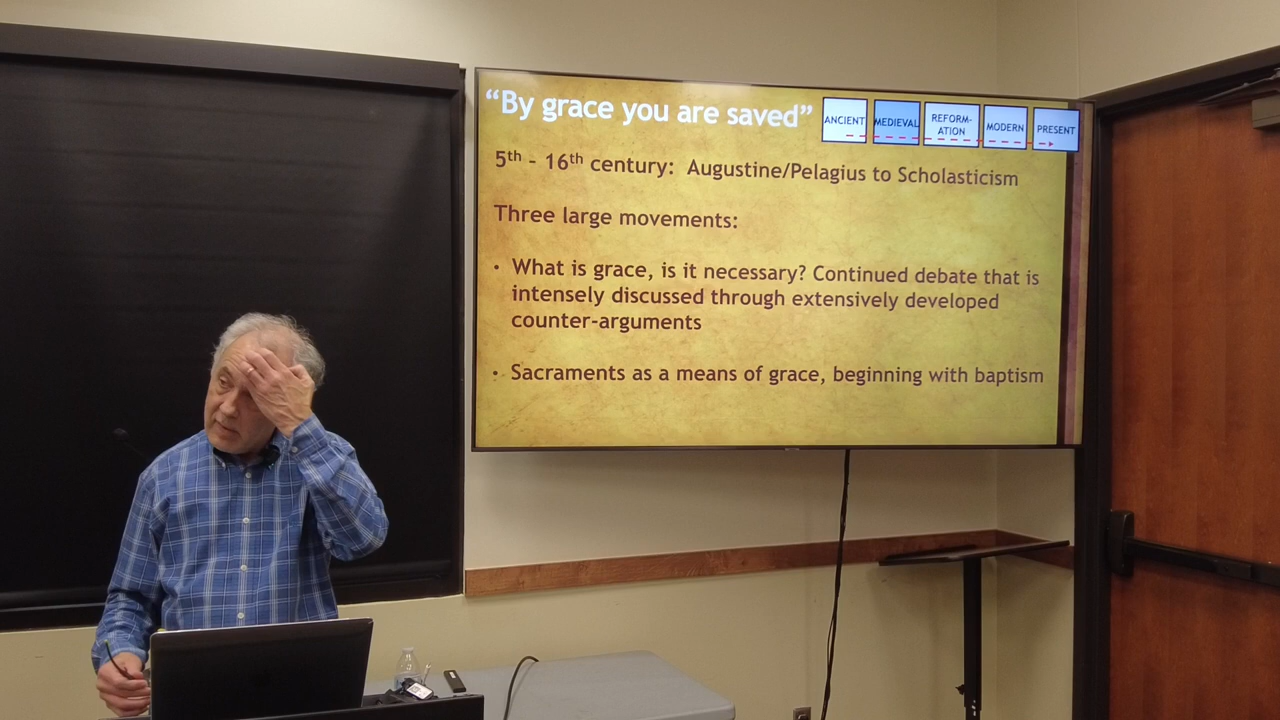 “By grace you are saved”
ANCIENT
MEDIEVAL
REFORM-
ATION
MODERN
PRESENT
5th - 16th century: Augustine/Pelagius to Scholasticism
Three large movements:
• What is grace, is it necessary? Continued debate that is
intensely discussed through extensively developed
counter-arguments
• Sacraments as a means of grace, beginning with baptism